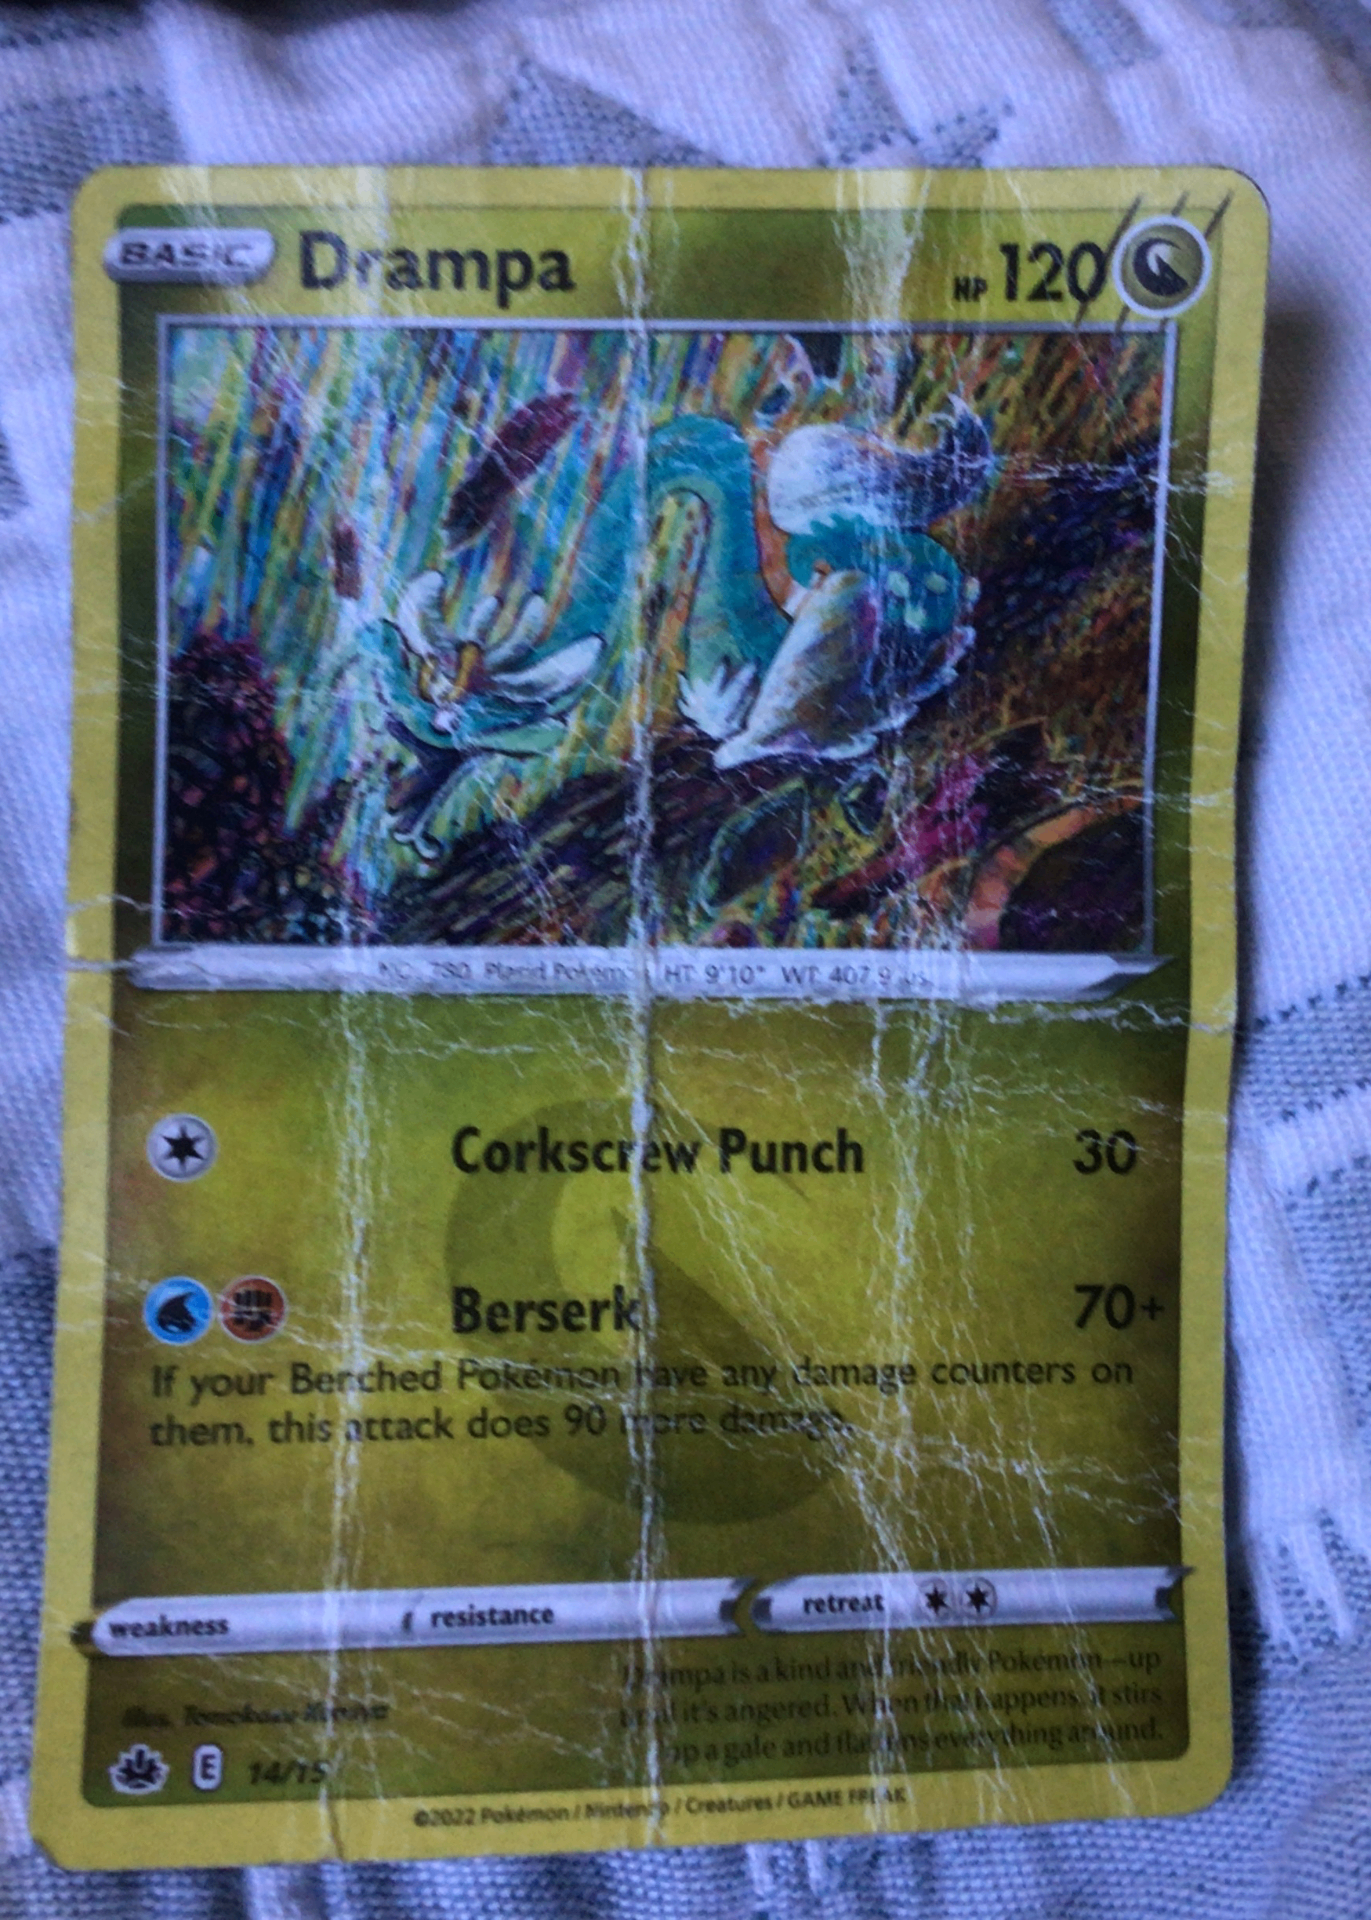 BASIC Drampa HP 120
NO. 780 Placid Pokémon HT 9'10" WT 407.9 lbs.
Corkscrew Punch 30
Berserk 70+
If your Benched Pokémon have any damage counters on
them, this attack does 90 more damage.
weakness resistance retreat
Drampa is a kind and friendly Pokémon—up
until it's angered. When that happens, it stirs
up a gale and flattens everything around.
Illus. Tomokazu Komiya
E 14/15
©2022 Pokémon / Nintendo / Creatures / GAME FREAK